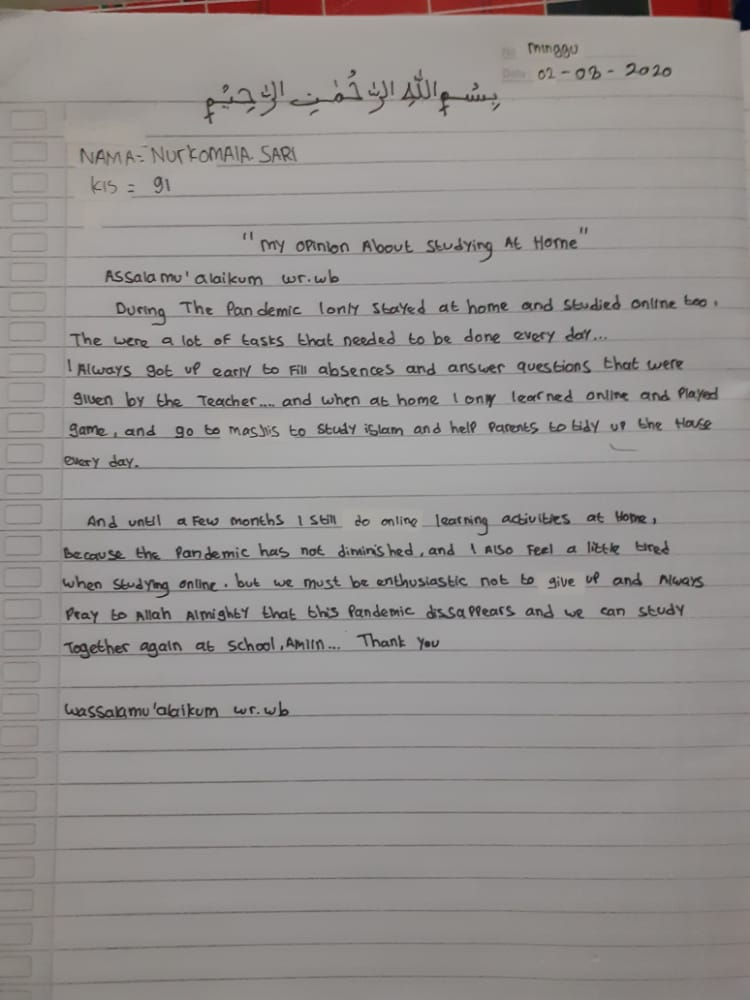 No minggu
Date 02-08-2020
بِسْمِ اللّٰهِ الرَّحْمٰنِ الرَّحِيْمِ
NAMA = NUrKOMAlA. SARI
KlS = 91
"My OPINION About Studying At Home"
Assalamu'alaikum wr.wb
During The Pandemic I only stayed at home and studied online too.
The were a lot of tasks that needed to be done every day...
I Always got up early to Fill absences and answer questions that were
given by the Teacher.... and when at home I only learned online and Played
game, and go to masjis to study islam and help Parents to tidy up the House
every day.
And until a Few months I still do online learning activities at Home,
Because the Pandemic has not diminished, and I Also Feel a little tired
when studying online. but we must be enthusiastic not to give up and Always
Pray to Allah Almighty that this Pandemic dissappears and we can study
Together again at school, Amiin... Thank you
Wassalamu'alaikum wr.wb